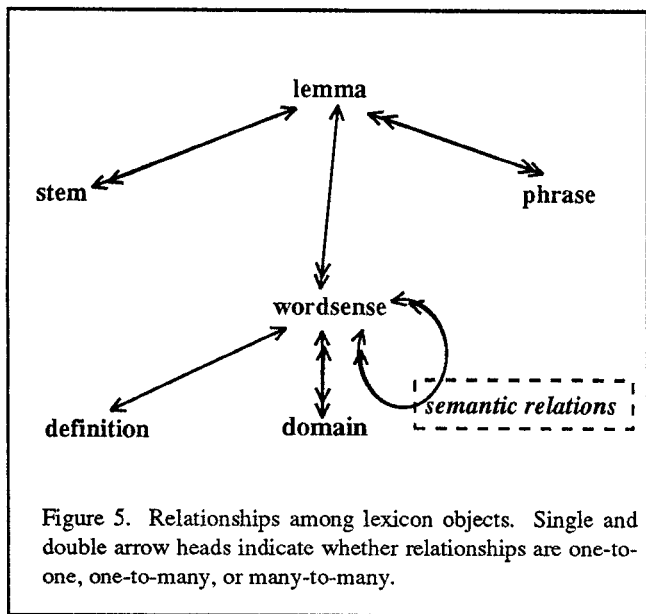 lemma
stem
phrase
wordsense
semantic relations
definition
domain
Figure 5. Relationships among lexicon objects. Single and
double arrow heads indicate whether relationships are one-to-
one, one-to-many, or many-to-many.